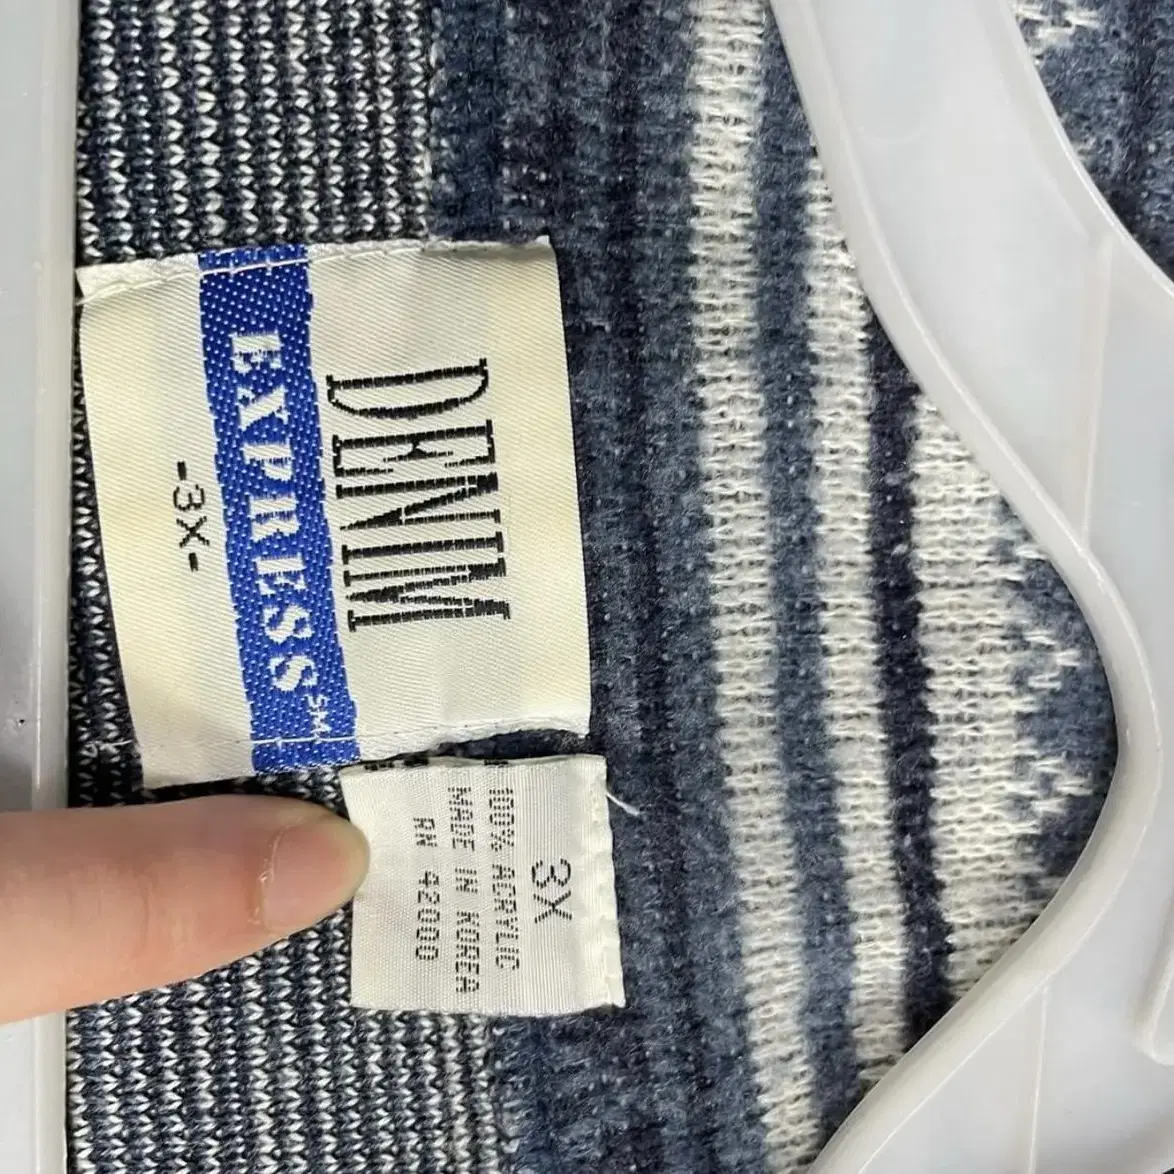 DENIM
EXPRESS SM
-3X-
3X
100% ACRYLIC
MADE IN KOREA
RN 42000